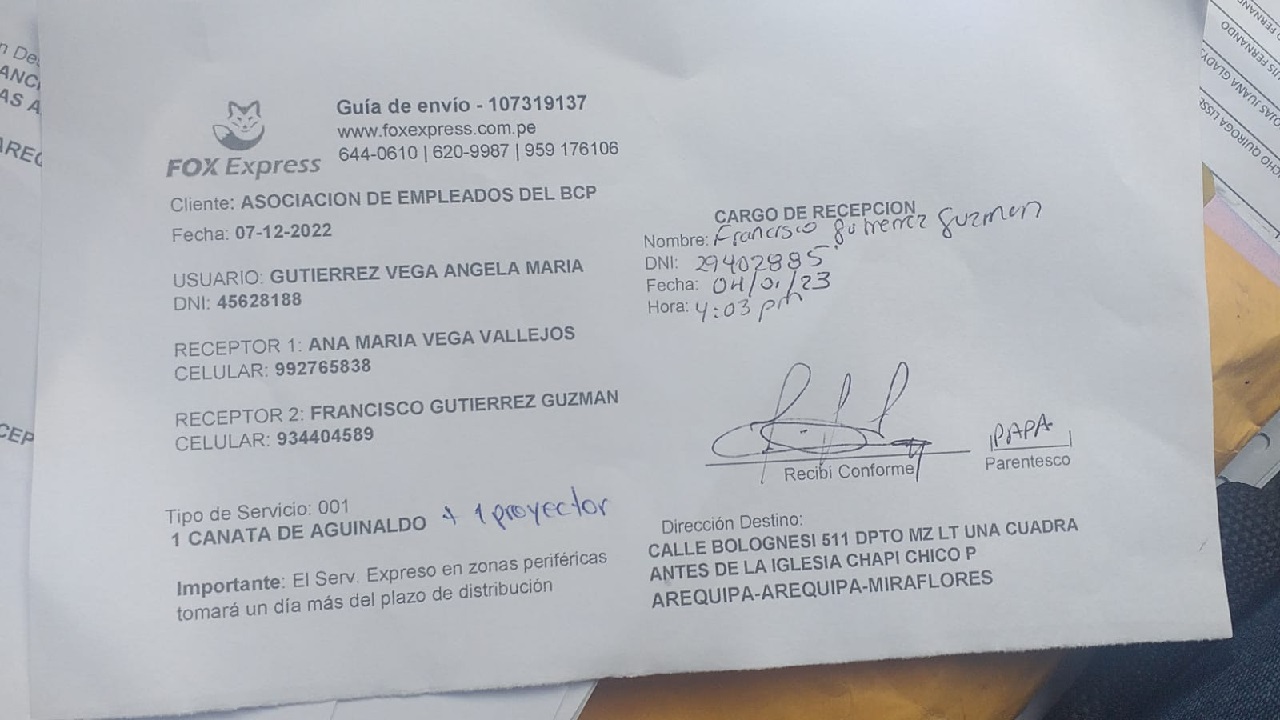 FOX Express
Guía de envío - 107319137
www.foxexpress.com.pe
644-0610 | 620-9987 | 959 176106
Cliente: ASOCIACION DE EMPLEADOS DEL BCP
Fecha: 07-12-2022
USUARIO: GUTIERREZ VEGA ANGELA MARIA
DNI: 45628188
RECEPTOR 1: ANA MARIA VEGA VALLEJOS
CELULAR: 992765838
RECEPTOR 2: FRANCISCO GUTIERREZ GUZMAN
CELULAR: 934404589
Tipo de Servicio: 001
1 CANATA DE AGUINALDO + 1 proyector
Importante: El Serv. Expreso en zonas periféricas
tomará un día más del plazo de distribución
CARGO DE RECEPCION
Nombre: Francisco Gutierrez Guzman
DNI: 29402885
Fecha: 04/01/23
Hora: 4:03 pm
Recibi Conforme
PAPA
Parentesco
Dirección Destino:
CALLE BOLOGNESI 511 DPTO MZ LT UNA CUADRA
ANTES DE LA IGLESIA CHAPI CHICO P
AREQUIPA-AREQUIPA-MIRAFLORES
FERNANDO
JUANA GLADY
QUIROGA